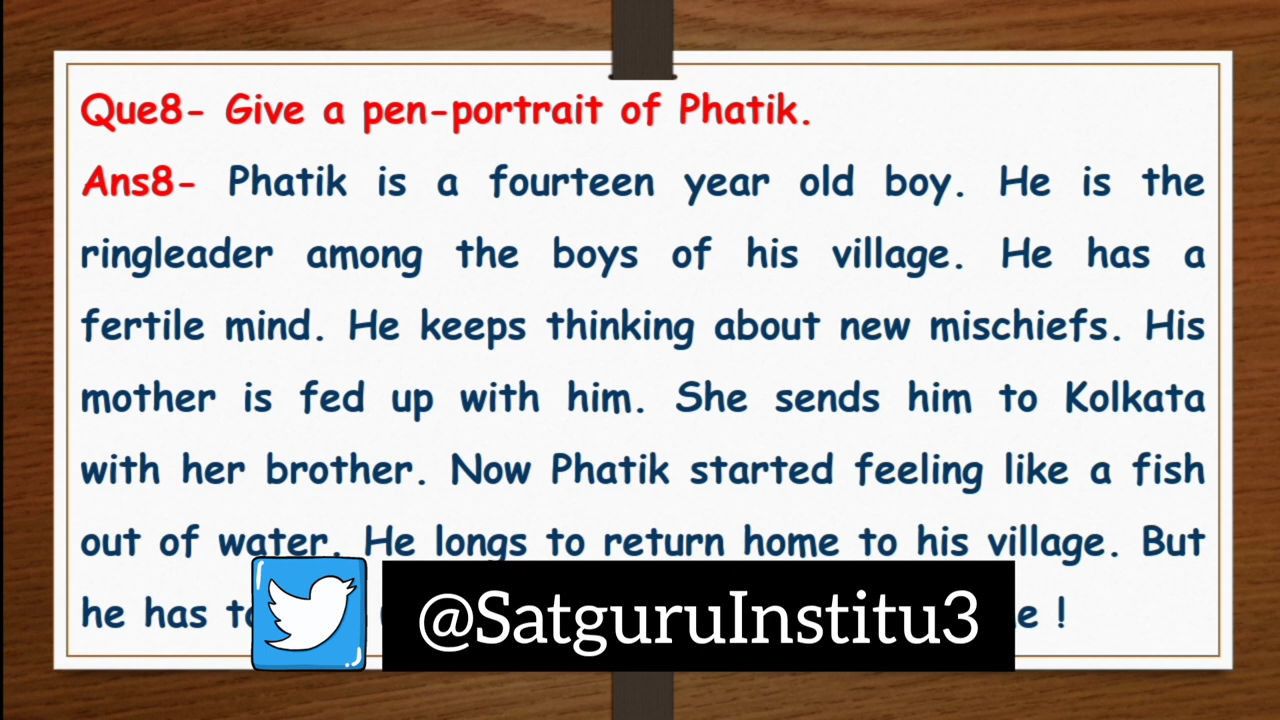 Que8- Give a pen-portrait of Phatik.
Ans8- Phatik is a fourteen year old boy. He is the
ringleader among the boys of his village. He has a
fertile mind. He keeps thinking about new mischiefs. His
mother is fed up with him. She sends him to Kolkata
with her brother. Now Phatik started feeling like a fish
out of water. He longs to return home to his village. But
he has !
@SatguruInstitu3